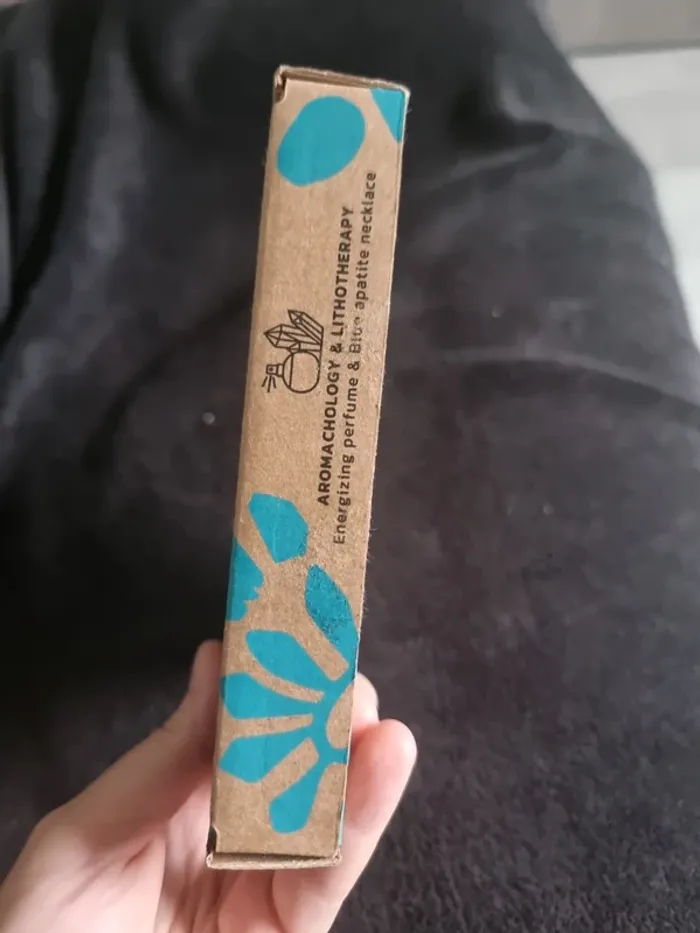 AROMACHOLOGY & LITHOTHERAPY
Energizing perfume & Blue apatite necklace